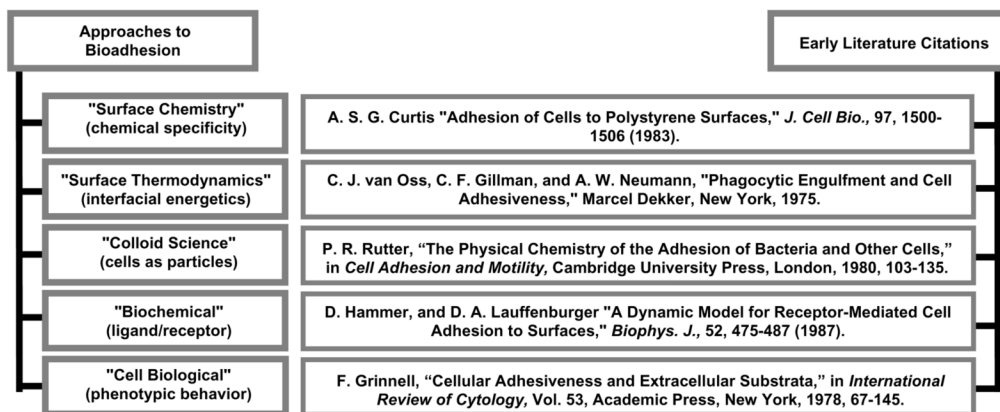 Approaches to
Bioadhesion
Early Literature Citations
"Surface Chemistry"
(chemical specificity)
A. S. G. Curtis "Adhesion of Cells to Polystyrene Surfaces," J. Cell Bio., 97, 1500-
1506 (1983).
"Surface Thermodynamics"
(interfacial energetics)
C. J. van Oss, C. F. Gillman, and A. W. Neumann, "Phagocytic Engulfment and Cell
Adhesiveness," Marcel Dekker, New York, 1975.
"Colloid Science"
(cells as particles)
P. R. Rutter, “The Physical Chemistry of the Adhesion of Bacteria and Other Cells,”
in Cell Adhesion and Motility, Cambridge University Press, London, 1980, 103-135.
"Biochemical"
(ligand/receptor)
D. Hammer, and D. A. Lauffenburger "A Dynamic Model for Receptor-Mediated Cell
Adhesion to Surfaces," Biophys. J., 52, 475-487 (1987).
"Cell Biological"
(phenotypic behavior)
F. Grinnell, “Cellular Adhesiveness and Extracellular Substrata,” in International
Review of Cytology, Vol. 53, Academic Press, New York, 1978, 67-145.